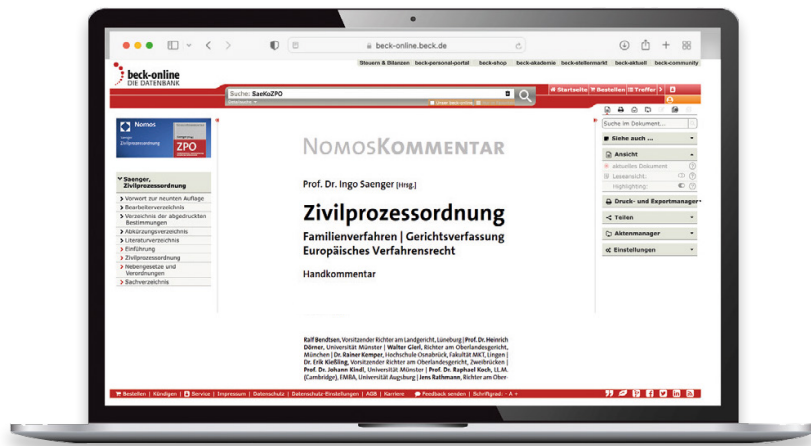 beck-online.beck.de
Steuern & Bilanzen beck-personal-portal beck-shop beck-akademie beck-stellenmarkt beck-aktuell beck-community
beck-online
DIE DATENBANK
Suche: SaeKoZPO
Detailsuche
Startseite Bestellen Treffer
Nomos
Zivilprozessordnung
ZPO
Saenger,
Zivilprozessordnung
Vorwort zur neunten Auflage
Bearbeiterverzeichnis
Verzeichnis der abgedruckten
Bestimmungen
Abkürzungsverzeichnis
Literaturverzeichnis
Einführung
Zivilprozessordnung
Nebengesetze und
Verordnungen
Sachverzeichnis
NomosKommentar
Prof. Dr. Ingo Saenger [Hrsg.]
Zivilprozessordnung
Familienverfahren | Gerichtsverfassung
Europäisches Verfahrensrecht
Handkommentar
Ralf Bendtsen, Vorsitzender Richter am Landgericht, Lüneburg | Prof. Dr. Heinrich
Dörner, Universität Münster | Walter Gierl, Richter am Oberlandesgericht,
München | Dr. Rainer Kemper, Hochschule Osnabrück, Fakultät MKT, Lingen |
Dr. Erik Kießling, Vorsitzender Richter am Oberlandesgericht, Zweibrücken |
Prof. Dr. Johann Kindl, Universität Münster | Prof. Dr. Raphael Koch, LL.M.
(Cambridge), EMBA, Universität Augsburg | Jens Rathmann, Richter am Ober-
Suche im Dokument...
Siehe auch ...
Ansicht
aktuelles Dokument
Leseansicht:
Highlighting:
Druck- und Exportmanager
Teilen
Aktenmanager
Einstellungen
Bestellen | Kündigen | Service | Impressum | Datenschutz | Datenschutz-Einstellungen | AGB | Karriere Feedback senden | Schriftgrad: - A +